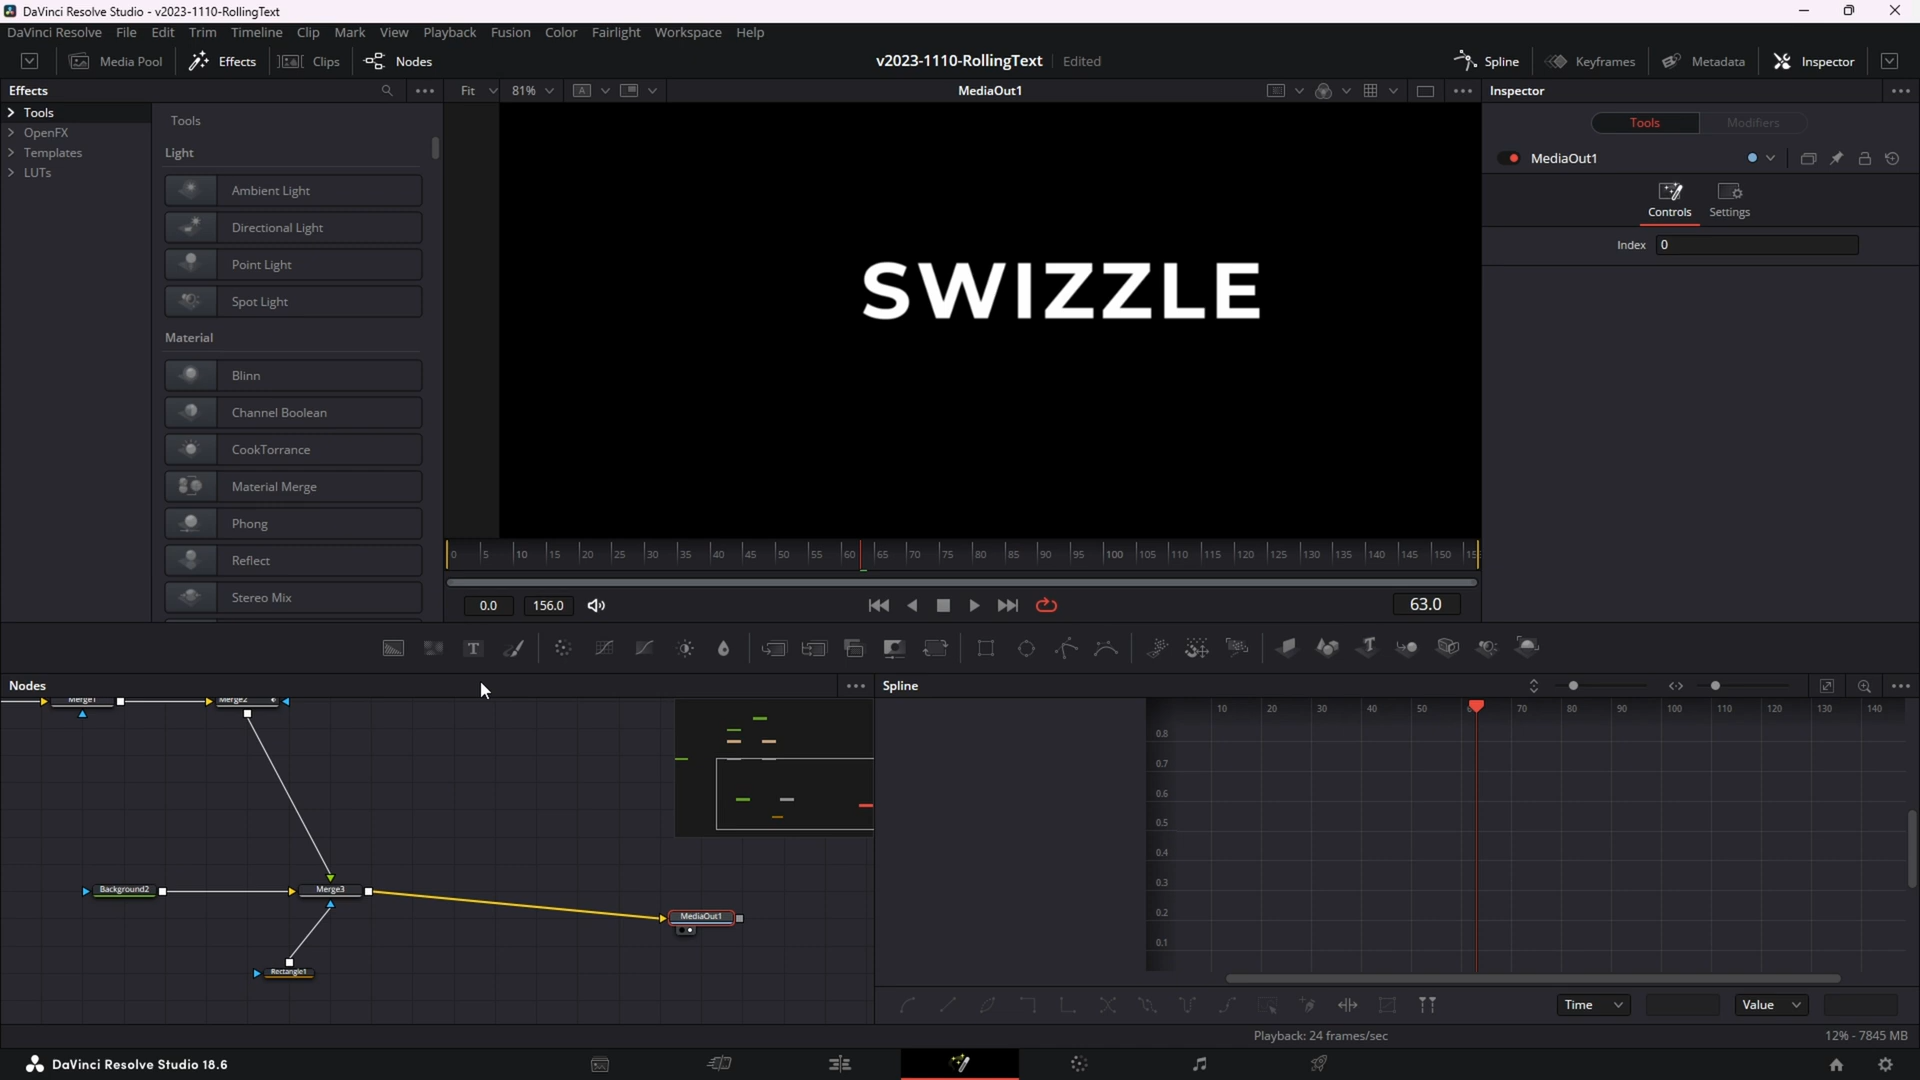 DaVinci Resolve Studio - v2023-1110-RollingText
DaVinci Resolve File Edit Trim Timeline Clip Mark View Playback Fusion Color Fairlight Workspace Help
Media Pool Effects Clips Nodes v2023-1110-RollingText Edited Spline Keyframes Metadata Inspector
Effects Fit 81% A MediaOut1 Inspector
Tools
OpenFX
Templates
LUTs
Tools
Light
Ambient Light
Directional Light
Point Light
Spot Light
Material
Blinn
Channel Boolean
CookTorrance
Material Merge
Phong
Reflect
Stereo Mix
SWIZZLE
Tools Modifiers
MediaOut1
Controls Settings
Index 0
0 5 10 15 20 25 30 35 40 45 50 55 60 65 70 75 80 85 90 95 100 105 110 115 120 125 130 135 140 145 150
0.0 156.0 63.0
Nodes
Merge1 Merge2
Background2 Merge3
MediaOut1
Rectangle1
Spline
10 20 30 40 50 70 80 90 100 110 120 130 140
0.8
0.7
0.6
0.5
0.4
0.3
0.2
0.1
Time Value
Playback: 24 frames/sec 12% - 7845 MB
DaVinci Resolve Studio 18.6